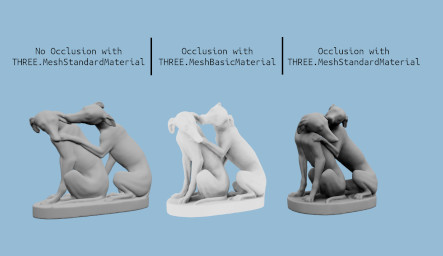 No Occlusion with
THREE.MeshStandardMaterial
Occlusion with
THREE.MeshBasicMaterial
Occlusion with
THREE.MeshStandardMaterial